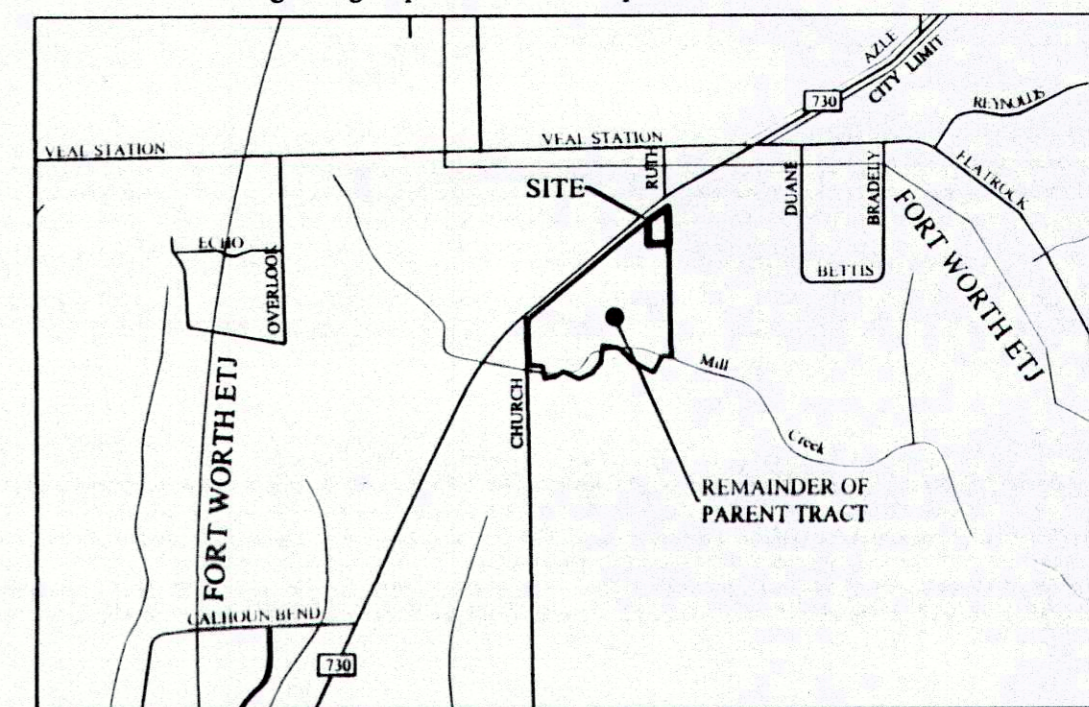 AZLE
CITY LIMIT
730
REYNOLDS
VEAL STATION
VEAL STATION
RUTH
FLATROCK
SITE
DUANE
BRADELY
FORT WORTH ETJ
ECHO
OVERLOOK
BETTIS
Mill
Creek
CHURCH
FORT WORTH ETJ
REMAINDER OF
PARENT TRACT
CALHOUN BEND
730